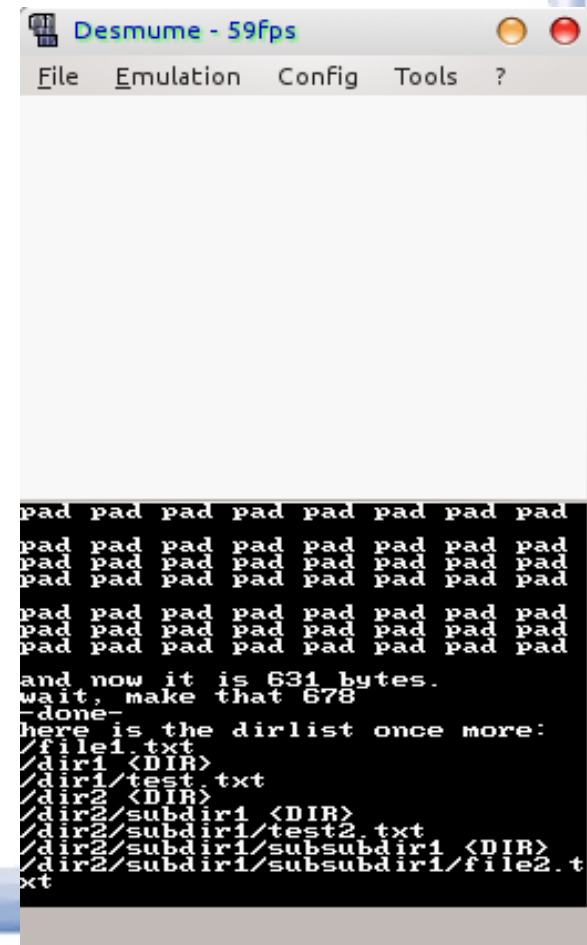 Desmume - 59fps
File Emulation Config Tools ?
pad pad pad pad pad pad pad pad
pad pad pad pad pad pad pad pad
pad pad pad pad pad pad pad pad
pad pad pad pad pad pad pad pad
pad pad pad pad pad pad pad pad
pad pad pad pad pad pad pad pad
pad pad pad pad pad pad pad pad
and now it is 631 bytes.
wait, make that 678
-done-
here is the dirlist once more:
/file1.txt
/dir1 <DIR>
/dir1/test.txt
/dir2 <DIR>
/dir2/subdir1 <DIR>
/dir2/subdir1/test2.txt
/dir2/subdir1/subsubdir1 <DIR>
/dir2/subdir1/subsubdir1/file2.t
xt